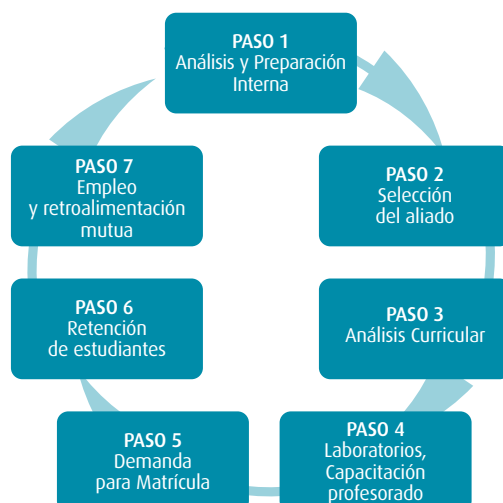 PASO 1
Análisis y Preparación
Interna
PASO 2
Selección
del aliado
PASO 3
Análisis Curricular
PASO 4
Laboratorios,
Capacitación
profesorado
PASO 5
Demanda
para Matrícula
PASO 6
Retención
de estudiantes
PASO 7
Empleo
y retroalimentación
mutua